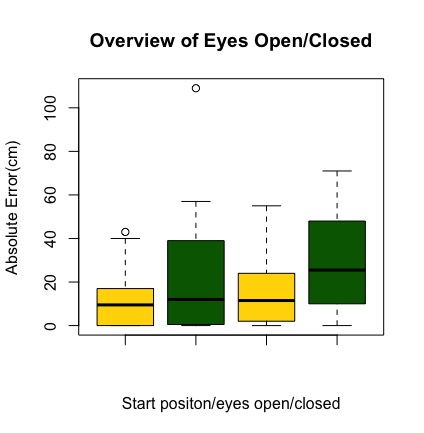 Overview of Eyes Open/Closed
Absolute Error(cm)
100
80
60
40
20
0
Start positon/eyes open/closed